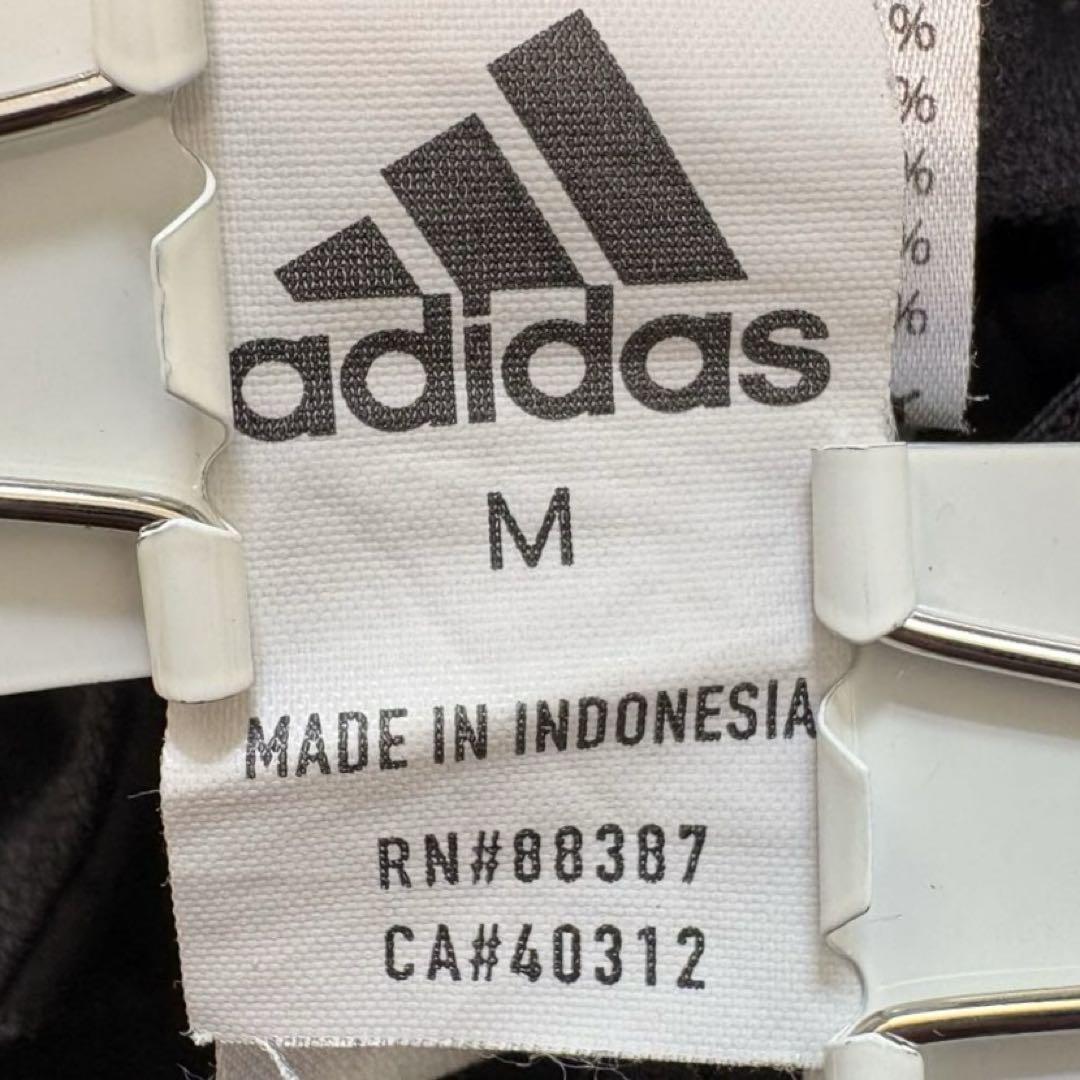 adidas
M
MADE IN INDONESIA
RN#88387
CA#40312
%
%
%
%
%